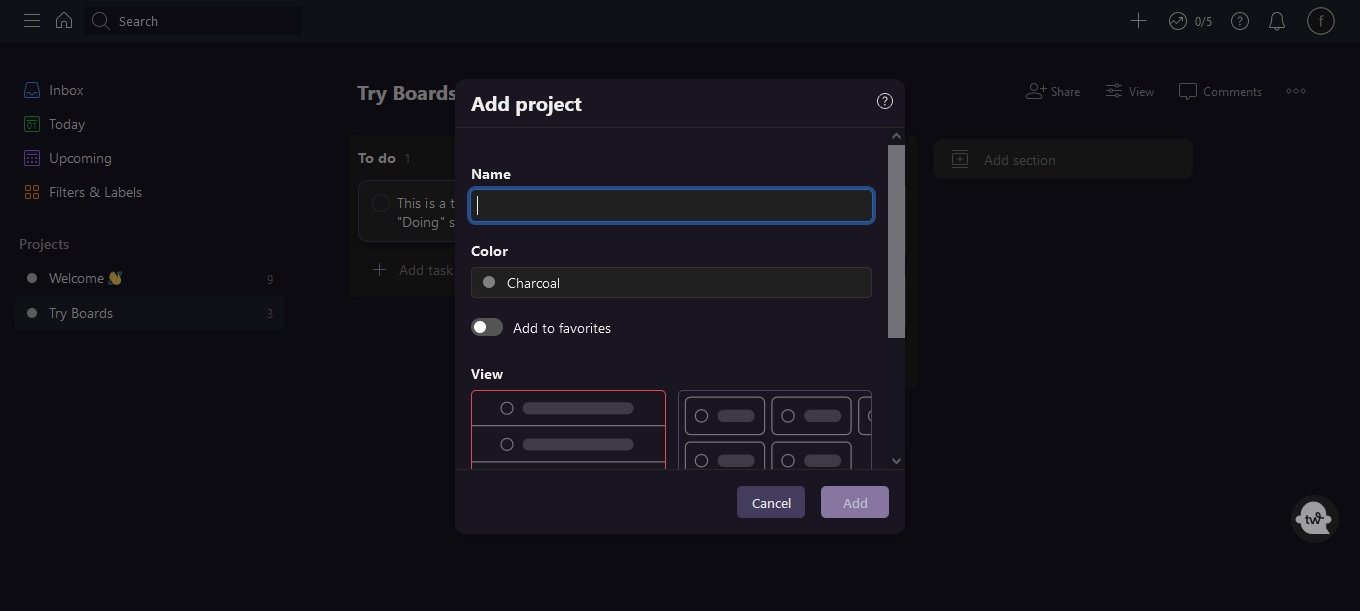 Search
0/5
?
f
Inbox
01
Today
Upcoming
Filters & Labels
Projects
Welcome 👋 9
Try Boards 3
Try Boards
Share
View
Comments
To do 1
This is a t
"Doing" s
Add task
Add section
Add project
?
Name
Color
Charcoal
Add to favorites
View
Cancel
Add
tw